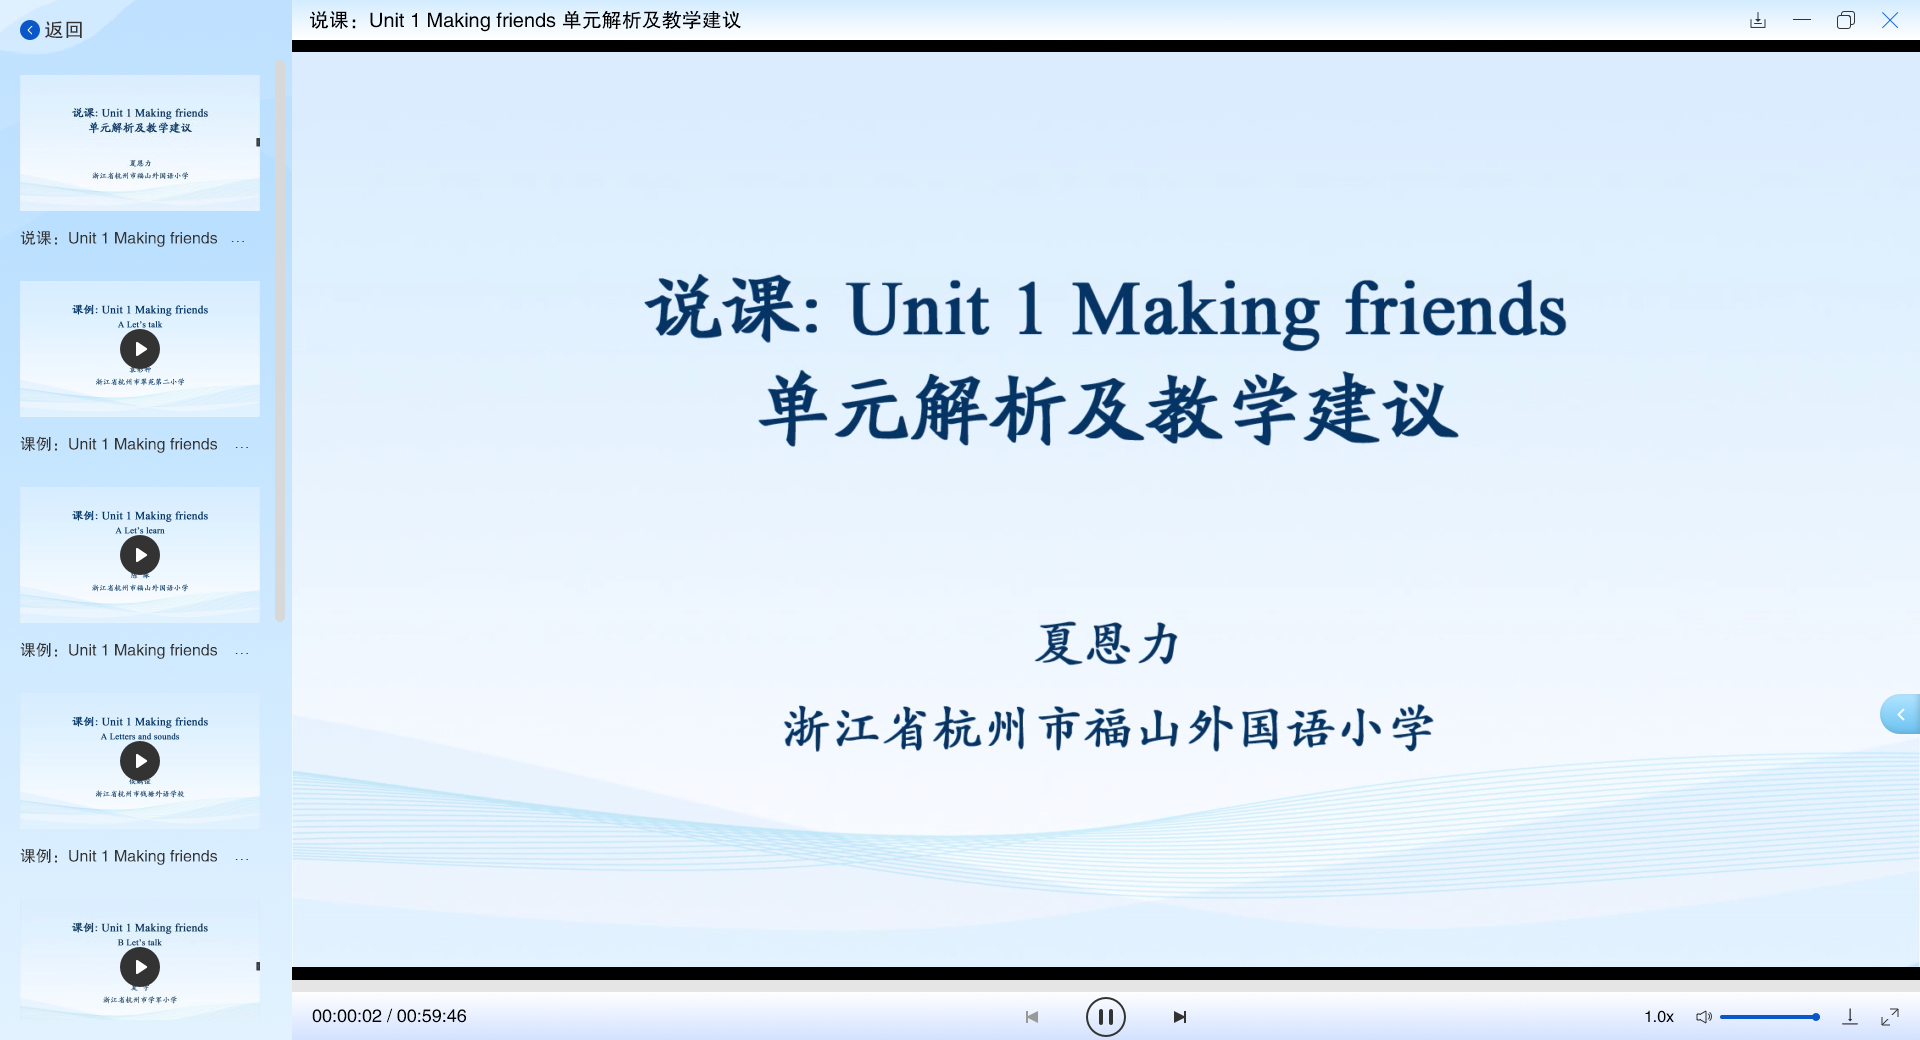 返回
说课: Unit 1 Making friends
单元解析及教学建议
夏恩力
浙江省杭州市福山外国语小学
说课：Unit 1 Making friends ...
课例: Unit 1 Making friends
A Let's talk
浙江省杭州市翠苑第二小学
课例：Unit 1 Making friends ...
课例: Unit 1 Making friends
A Let's learn
浙江省杭州市福山外国语小学
课例：Unit 1 Making friends ...
课例: Unit 1 Making friends
A Letters and sounds
浙江省杭州市钱塘外语学校
课例：Unit 1 Making friends ...
课例: Unit 1 Making friends
B Let's talk
浙江省杭州市学军小学
说课：Unit 1 Making friends 单元解析及教学建议
说课: Unit 1 Making friends
单元解析及教学建议
夏恩力
浙江省杭州市福山外国语小学
00:00:02 / 00:59:46
1.0x